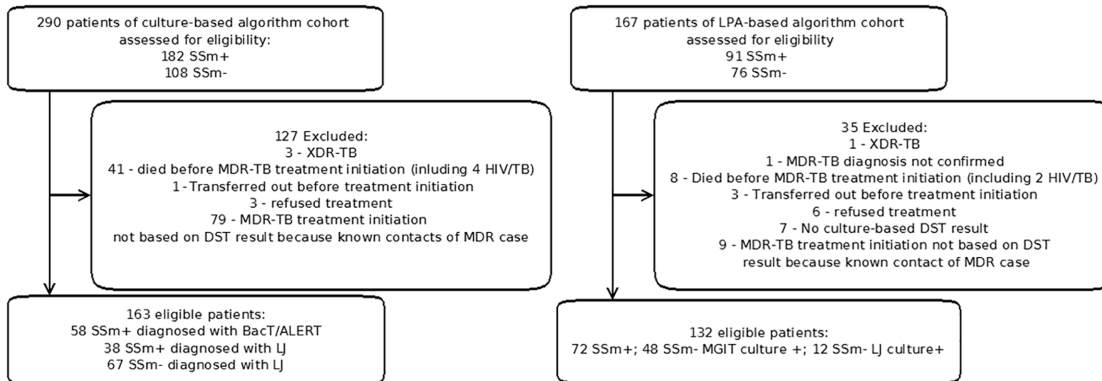 290 patients of culture-based algorithm cohort
assessed for eligibility:
182 SSm+
108 SSm-
127 Excluded:
3 - XDR-TB
41 - died before MDR-TB treatment initiation (inluding 4 HIV/TB)
1 - Transferred out before treatment initiation
3 - refused treatment
79 - MDR-TB treatment initiation
not based on DST result because known contacts of MDR case
163 eligible patients:
58 SSm+ diagnosed with BacT/ALERT
38 SSm+ diagnosed with LJ
67 SSm- diagnosed with LJ
167 patients of LPA-based algorithm cohort
assessed for eligibility
91 SSm+
76 SSm-
35 Excluded:
1 - XDR-TB
1 - MDR-TB diagnosis not confirmed
8 - Died before MDR-TB treatment initiation (including 2 HIV/TB)
3 - Transferred out before treatment initiation
6 - refused treatment
7 - No culture-based DST result
9 - MDR-TB treatment initiation not based on DST
result because known contact of MDR case
132 eligible patients:
72 SSm+; 48 SSm- MGIT culture +; 12 SSm- LJ culture+